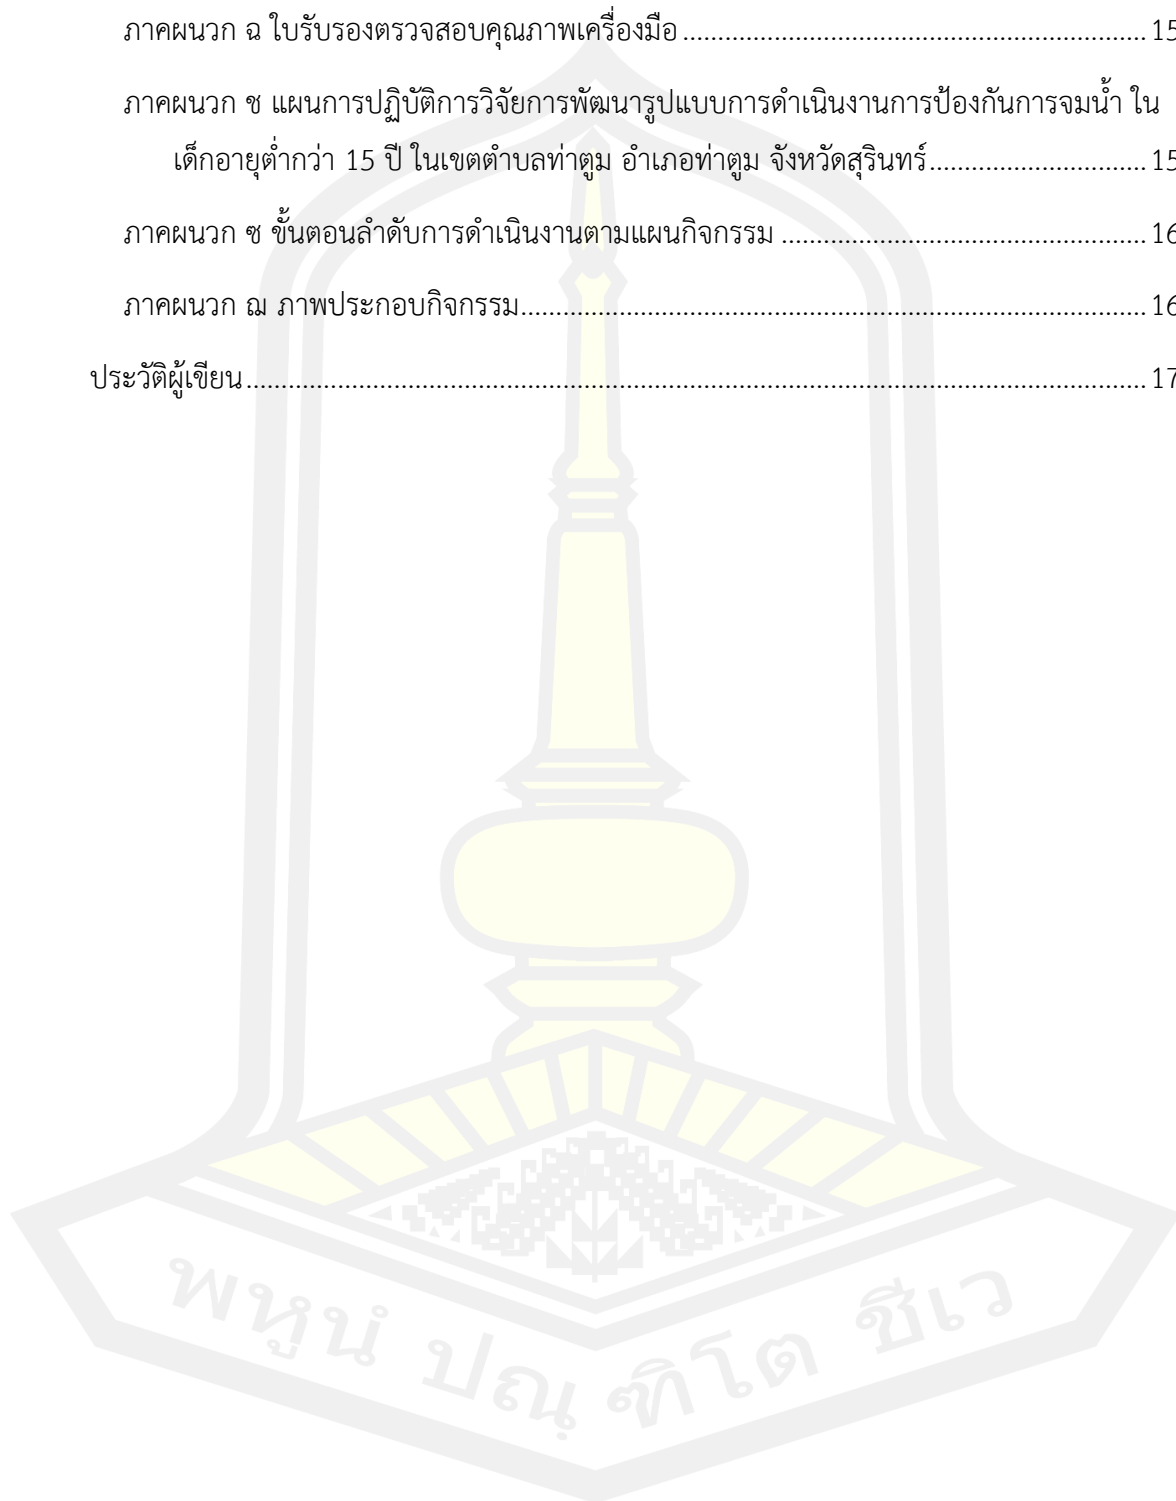 ภาคผนวก ฉ ใบรับรองตรวจสอบคุณภาพเครื่องมือ ........ 15
ภาคผนวก ช แผนการปฏิบัติการวิจัยการพัฒนารูปแบบการดำเนินงานการป้องกันการจมน้ำ ใน
เด็กอายุต่ำกว่า 15 ปี ในเขตตำบลท่าตูม อำเภอท่าตูม จังหวัดสุรินทร์ ........ 15
ภาคผนวก ซ ขั้นตอนลำดับการดำเนินงานตามแผนกิจกรรม ........ 16
ภาคผนวก ฌ ภาพประกอบกิจกรรม ........ 16
ประวัติผู้เขียน ........ 17
พหูนํ ปณฺ ฑิโต ชีเว